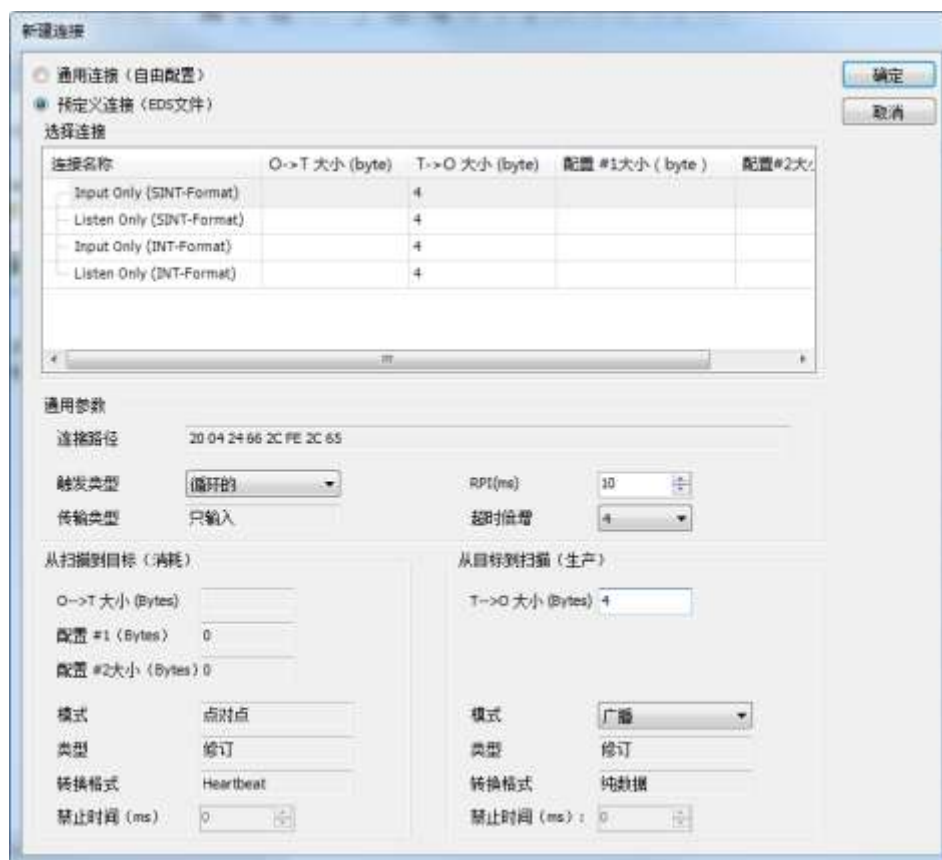 新建连接
通用连接（自由配置）
确定
预定义连接（EDS文件）
取消
选择连接
连接名称 O->T 大小 (byte) T->O 大小 (byte) 配置 #1大小 ( byte ) 配置#2大小
Input Only (SINT-Format) 4
Listen Only (SINT-Format) 4
Input Only (INT-Format) 4
Listen Only (INT-Format) 4
通用参数
连接路径 20 04 24 66 2C FE 2C 65
触发类型 循环的 RPI(ms) 10
传输类型 只输入 超时倍增 4
从扫描到目标（消耗） 从目标到扫描（生产）
O-->T 大小 (Bytes) T-->O 大小 (Bytes) 4
配置 #1（Bytes） 0
配置 #2大小（Bytes) 0
模式 点对点 模式 广播
类型 修订 类型 修订
转换格式 Heartbeat 转换格式 纯数据
禁止时间（ms） 0 禁止时间（ms）: 0